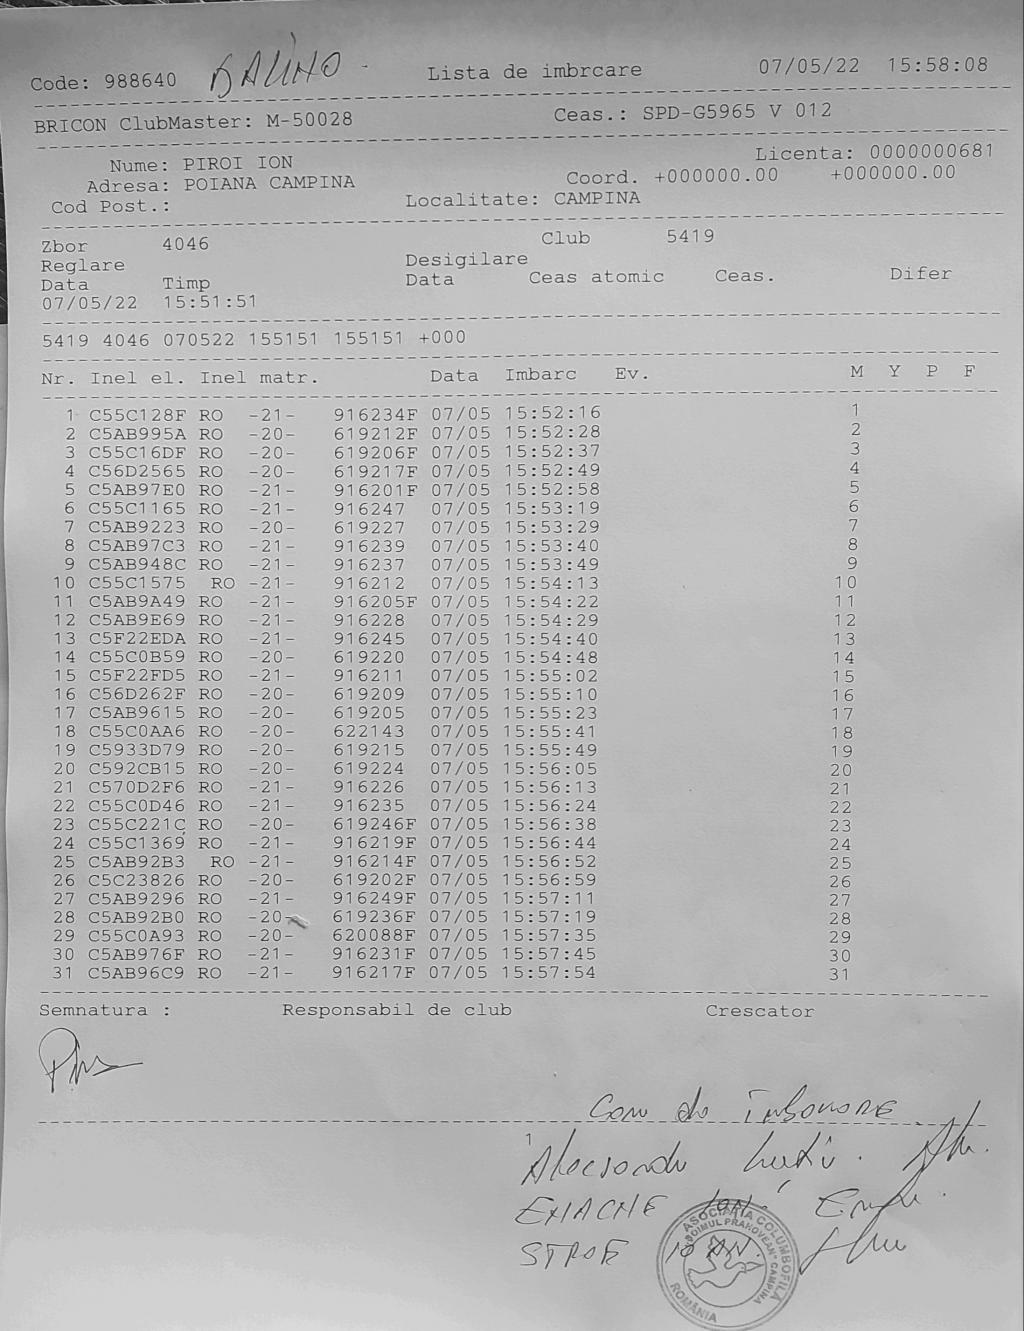 Code: 988640 Lista de imbrcare 07/05/22 15:58:08
BRICON ClubMaster: M-50028 Ceas.: SPD-G5965 V 012
Nume: PIROI ION Licenta: 0000000681
Adresa: POIANA CAMPINA Coord. +000000.00 +000000.00
Cod Post.: Localitate: CAMPINA
Zbor 4046 Club 5419
Reglare Desigilare
Data Timp Data Ceas atomic Ceas. Difer
07/05/22 15:51:51
5419 4046 070522 155151 155151 +000
Nr. Inel el. Inel matr. Data Imbarc Ev. M Y P F
1 C55C128F RO -21- 916234F 07/05 15:52:16 1
2 C5AB995A RO -20- 619212F 07/05 15:52:28 2
3 C55C16DF RO -20- 619206F 07/05 15:52:37 3
4 C56D2565 RO -20- 619217F 07/05 15:52:49 4
5 C5AB97E0 RO -21- 916201F 07/05 15:52:58 5
6 C55C1165 RO -21- 916247 07/05 15:53:19 6
7 C5AB9223 RO -20- 619227 07/05 15:53:29 7
8 C5AB97C3 RO -21- 916239 07/05 15:53:40 8
9 C5AB948C RO -21- 916237 07/05 15:53:49 9
10 C55C1575 RO -21- 916212 07/05 15:54:13 10
11 C5AB9A49 RO -21- 916205F 07/05 15:54:22 11
12 C5AB9E69 RO -21- 916228 07/05 15:54:29 12
13 C5F22EDA RO -21- 916245 07/05 15:54:40 13
14 C55C0B59 RO -20- 619220 07/05 15:54:48 14
15 C5F22FD5 RO -21- 916211 07/05 15:55:02 15
16 C56D262F RO -20- 619209 07/05 15:55:10 16
17 C5AB9615 RO -20- 619205 07/05 15:55:23 17
18 C55C0AA6 RO -20- 622143 07/05 15:55:41 18
19 C5933D79 RO -20- 619215 07/05 15:55:49 19
20 C592CB15 RO -20- 619224 07/05 15:56:05 20
21 C570D2F6 RO -21- 916226 07/05 15:56:13 21
22 C55C0D46 RO -21- 916235 07/05 15:56:24 22
23 C55C221C RO -20- 619246F 07/05 15:56:38 23
24 C55C1369 RO -21- 916219F 07/05 15:56:44 24
25 C5AB92B3 RO -21- 916214F 07/05 15:56:52 25
26 C5C23826 RO -20- 619202F 07/05 15:56:59 26
27 C5AB9296 RO -21- 916249F 07/05 15:57:11 27
28 C5AB92B0 RO -20- 619236F 07/05 15:57:19 28
29 C55C0A93 RO -20- 620088F 07/05 15:57:35 29
30 C5AB976F RO -21- 916231F 07/05 15:57:45 30
31 C5AB96C9 RO -21- 916217F 07/05 15:57:54 31
Semnatura : Responsabil de club Crescator
1
STROE IOAN.
ASOCIATIA COLUMBOFILA
"SOIMUL PRAHOVEAN" CAMPINA
ROMÂNIA